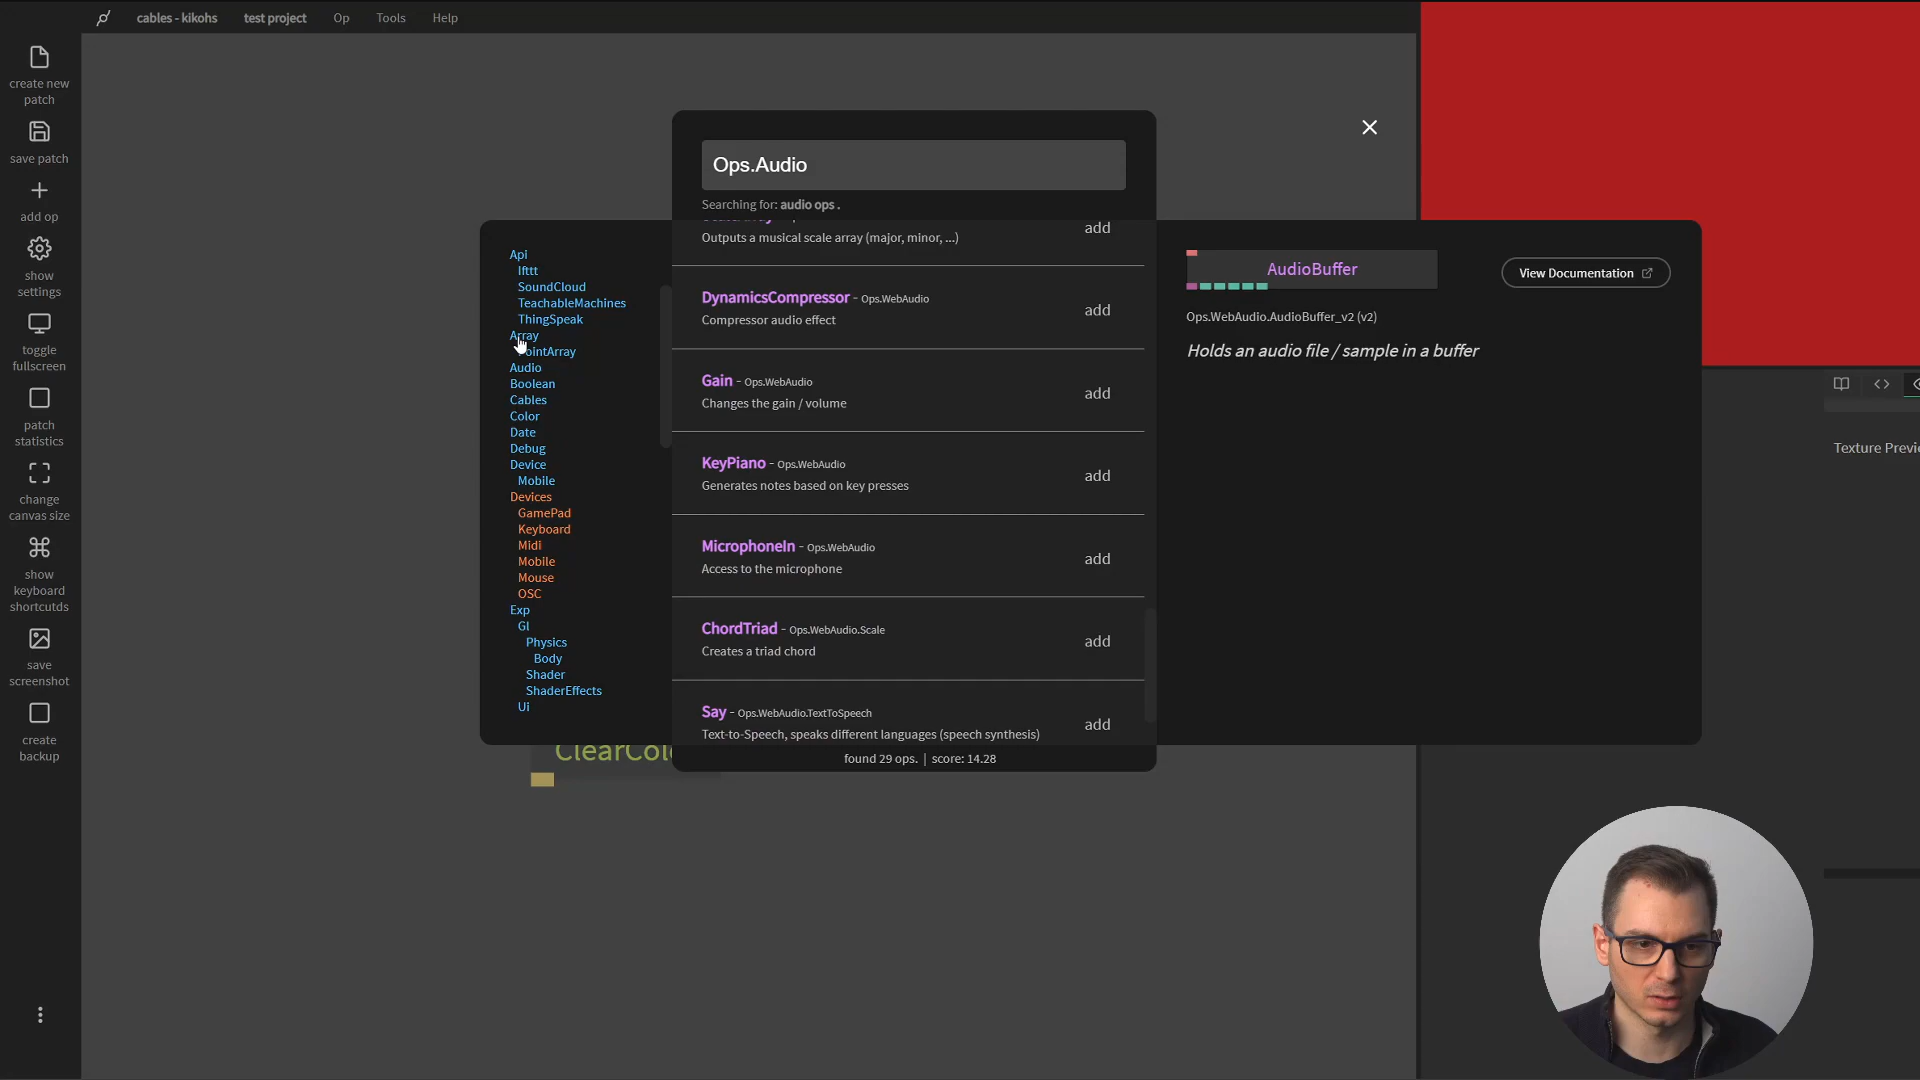 cables - kikohs
test project
Op
Tools
Help
create new
patch
save patch
add op
show
settings
toggle
fullscreen
patch
statistics
change
canvas size
show
keyboard
shortcutds
save
screenshot
create
backup
Ops.Audio
Searching for: audio ops .
Api
Ifttt
SoundCloud
TeachableMachines
ThingSpeak
Array
PointArray
Audio
Boolean
Cables
Color
Date
Debug
Device
Mobile
Devices
GamePad
Keyboard
Midi
Mobile
Mouse
OSC
Exp
Gl
Physics
Body
Shader
ShaderEffects
Ui
Outputs a musical scale array (major, minor, ...)
add
DynamicsCompressor - Ops.WebAudio
Compressor audio effect
add
Gain - Ops.WebAudio
Changes the gain / volume
add
KeyPiano - Ops.WebAudio
Generates notes based on key presses
add
MicrophoneIn - Ops.WebAudio
Access to the microphone
add
ChordTriad - Ops.WebAudio.Scale
Creates a triad chord
add
Say - Ops.WebAudio.TextToSpeech
Text-to-Speech, speaks different languages (speech synthesis)
add
found 29 ops. | score: 14.28
AudioBuffer
View Documentation
Ops.WebAudio.AudioBuffer_v2 (v2)
Holds an audio file / sample in a buffer
ClearColo
Texture Previe